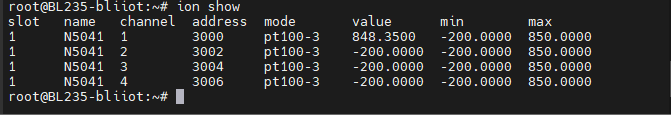 root@BL235-bliiot:~# ion show
slot name channel address mode value min max
1 N5041 1 3000 pt100-3 848.3500 -200.0000 850.0000
1 N5041 2 3002 pt100-3 -200.0000 -200.0000 850.0000
1 N5041 3 3004 pt100-3 -200.0000 -200.0000 850.0000
1 N5041 4 3006 pt100-3 -200.0000 -200.0000 850.0000
root@BL235-bliiot:~#